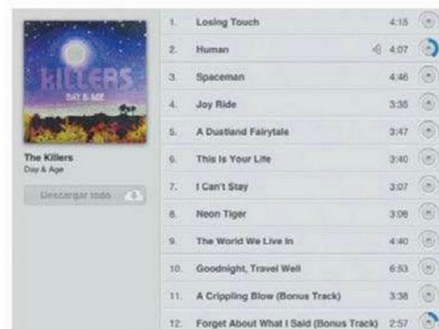 KILLERS
DAY & AGE
The Killers
Day & Age
Descargar todo
1. Losing Touch 4:15
2. Human 4:07
3. Spaceman 4:46
4. Joy Ride 3:35
5. A Dustland Fairytale 3:47
6. This Is Your Life 3:40
7. I Can't Stay 3:07
8. Neon Tiger 3:06
9. The World We Live In 4:40
10. Goodnight, Travel Well 6:53
11. A Crippling Blow (Bonus Track) 3:38
12. Forget About What I Said (Bonus Track) 2:57